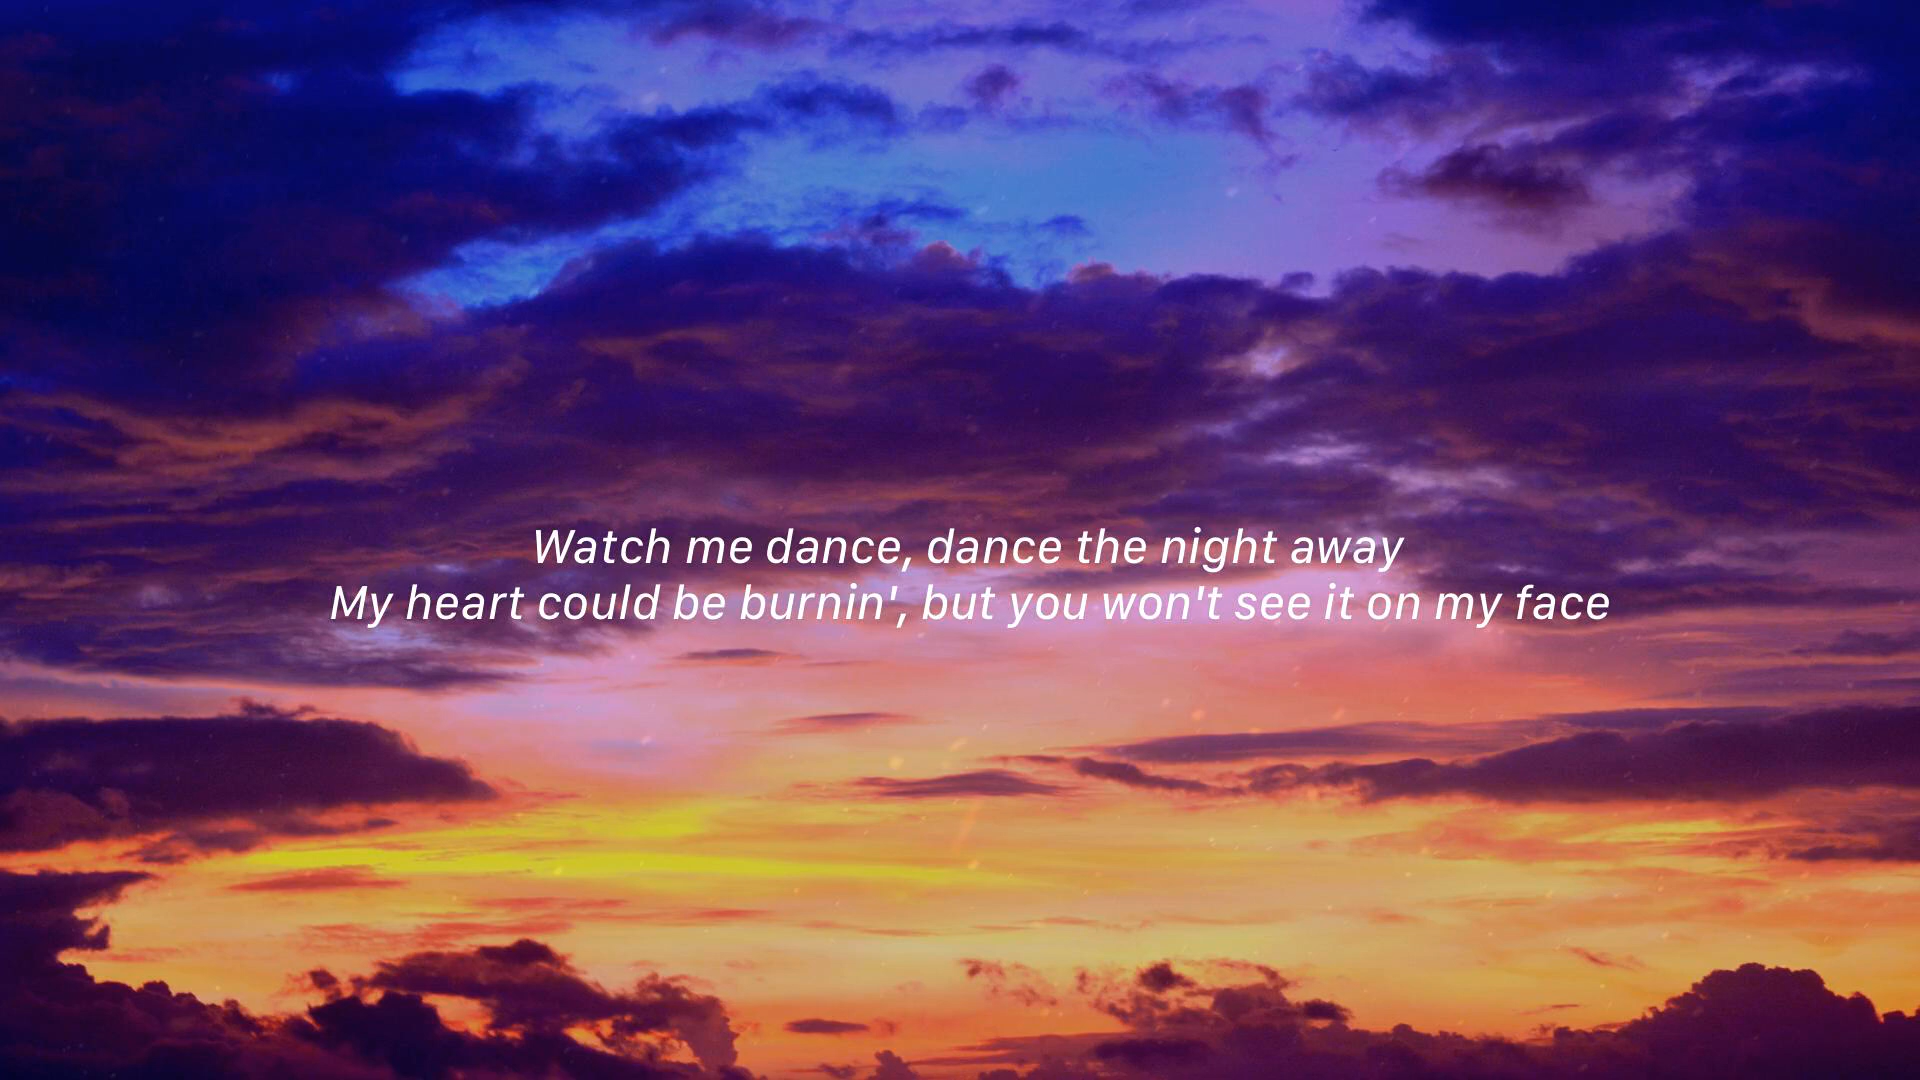 Watch me dance, dance the night away
My heart could be burnin', but you won't see it on my face